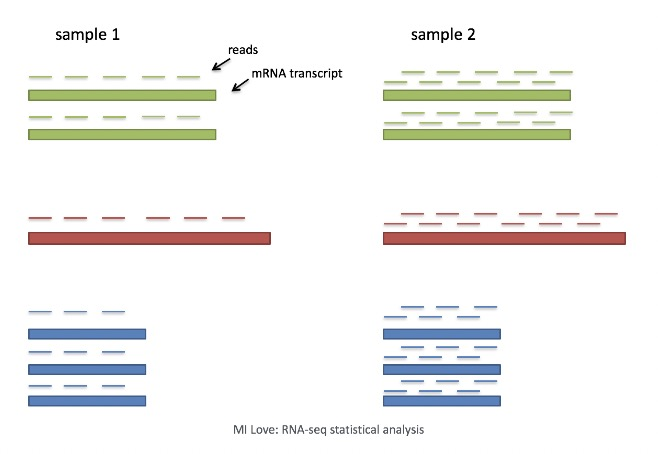 sample 1
sample 2
reads
mRNA transcript
MI Love: RNA-seq statistical analysis